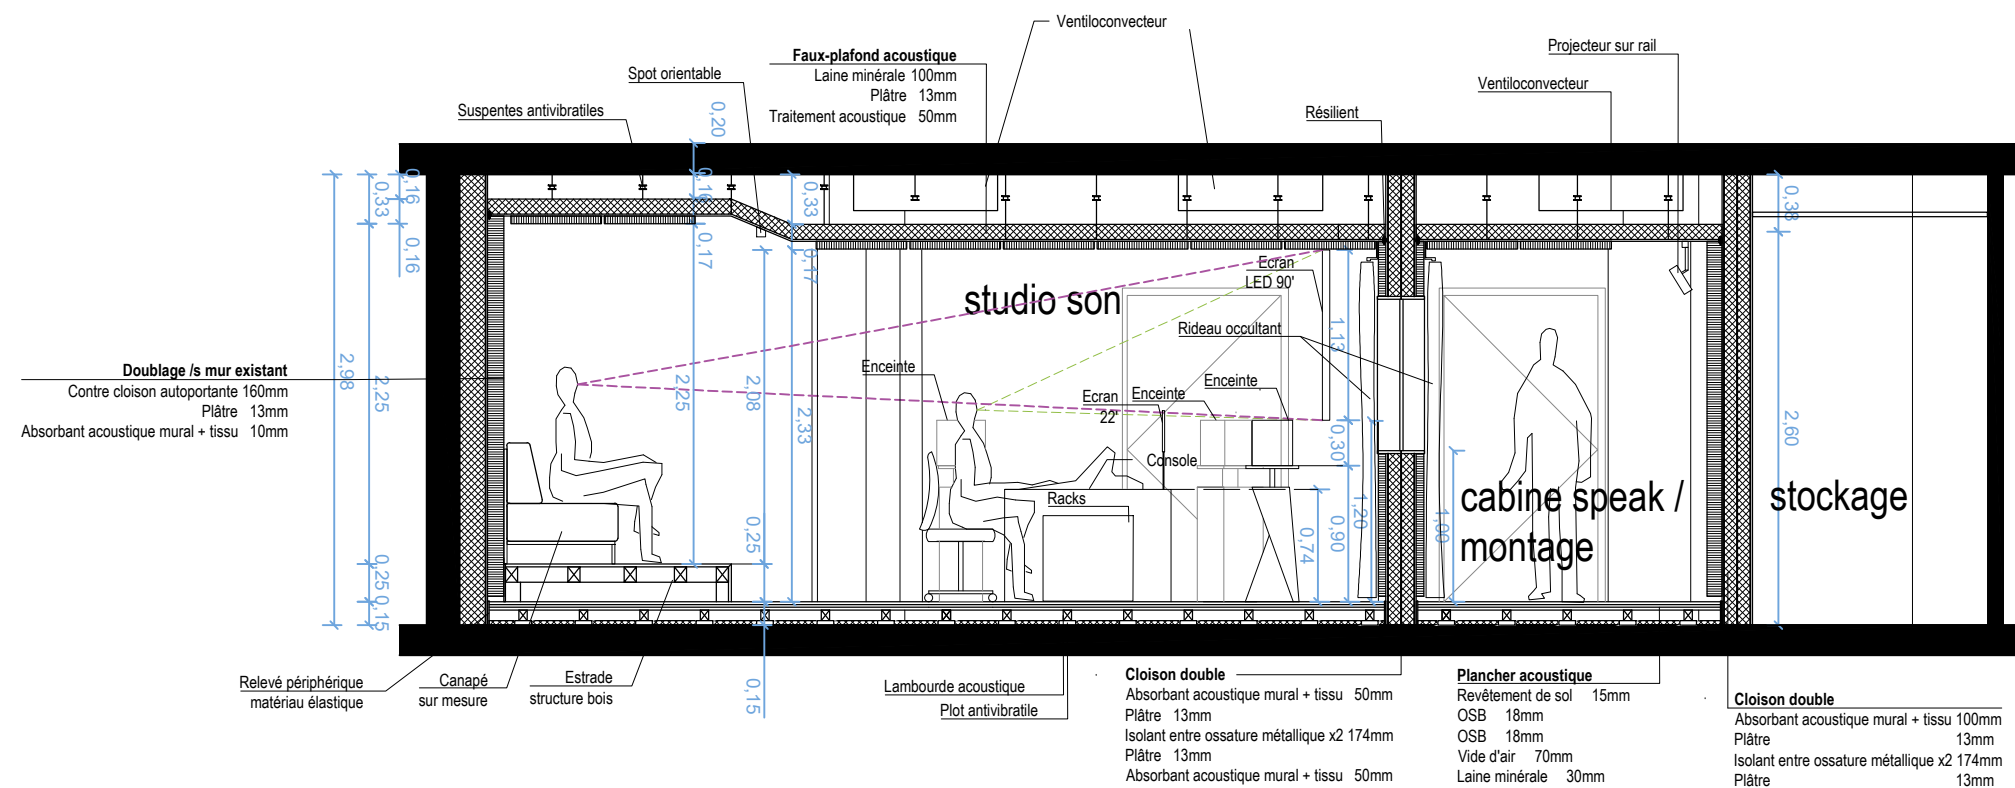 Ventiloconvecteur
Faux-plafond acoustique
Laine minérale 100mm
Plâtre 13mm
Traitement acoustique 50mm
Spot orientable
Suspentes antivibratiles
Projecteur sur rail
Ventiloconvecteur
Résilient
0,20
0,16
0,33
0,16
0,16
0,17
0,33
0,17
0,38
studio son
Ecran
LED 90'
Rideau occultant
1,13
Enceinte
Ecran
22'
Enceinte
Enceinte
Console
Racks
2,98
2,25
2,25
2,08
2,33
0,30
1,20
0,90
0,74
1,00
2,60
0,25
0,25
0,15
0,15
cabine speak /
montage
stockage
Doublage /s mur existant
Contre cloison autoportante 160mm
Plâtre 13mm
Absorbant acoustique mural + tissu 10mm
Relevé périphérique
matériau élastique
Canapé
sur mesure
Estrade
structure bois
Lambourde acoustique
Plot antivibratile
Cloison double
Absorbant acoustique mural + tissu 50mm
Plâtre 13mm
Isolant entre ossature métallique x2 174mm
Plâtre 13mm
Absorbant acoustique mural + tissu 50mm
Plancher acoustique
Revêtement de sol 15mm
OSB 18mm
OSB 18mm
Vide d'air 70mm
Laine minérale 30mm
Cloison double
Absorbant acoustique mural + tissu 100mm
Plâtre 13mm
Isolant entre ossature métallique x2 174mm
Plâtre 13mm